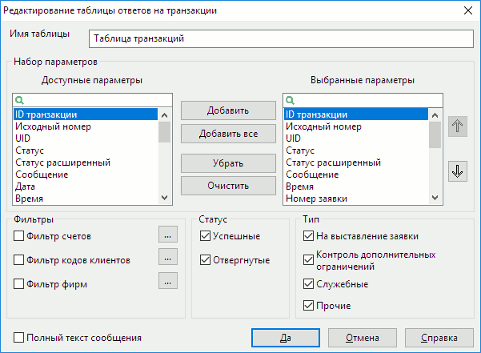 Редактирование таблицы ответов на транзакции
Имя таблицы
Таблица транзакций
Набор параметров
Доступные параметры
Выбранные параметры
ID транзакции
Исходный номер
UID
Статус
Статус расширенный
Сообщение
Дата
Время
Добавить
Добавить все
Убрать
Очистить
ID транзакции
Исходный номер
UID
Статус
Статус расширенный
Сообщение
Время
Номер заявки
Фильтры
Фильтр счетов
...
Фильтр кодов клиентов
...
Фильтр фирм
...
Статус
Успешные
Отвергнутые
Тип
На выставление заявки
Контроль дополнительных
ограничений
Служебные
Прочие
Полный текст сообщения
Да
Отмена
Справка